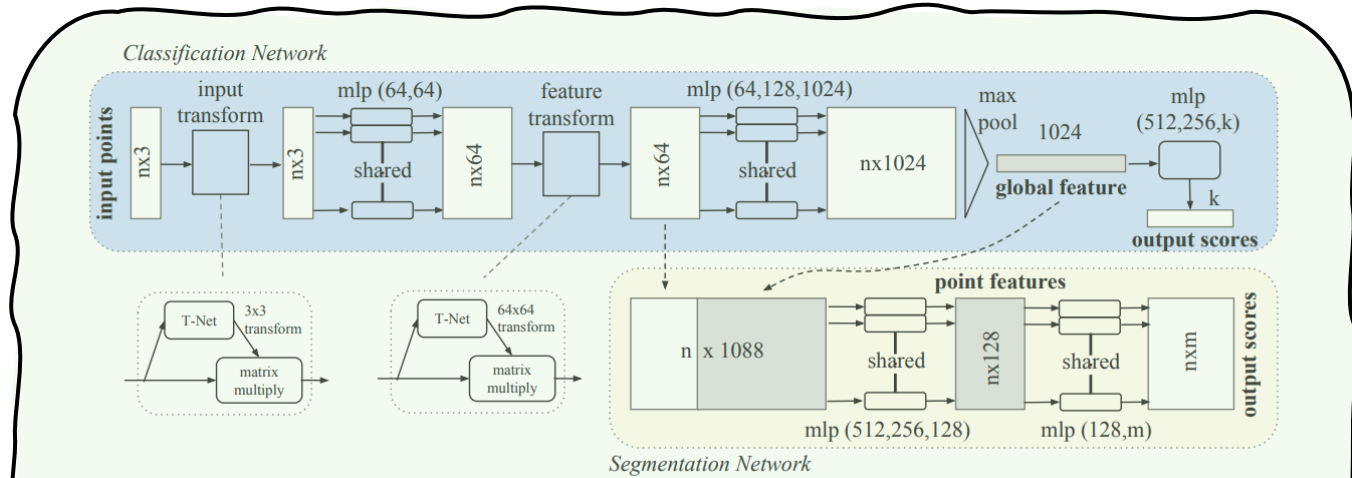 Classification Network
input points
nx3
input
transform
nx3
mlp (64,64)
shared
nx64
feature
transform
nx64
mlp (64,128,1024)
shared
nx1024
max
pool
1024
global feature
mlp
(512,256,k)
k
output scores
T-Net
3x3
transform
matrix
multiply
T-Net
64x64
transform
matrix
multiply
point features
n x 1088
shared
mlp (512,256,128)
nx128
shared
mlp (128,m)
nxm
output scores
Segmentation Network